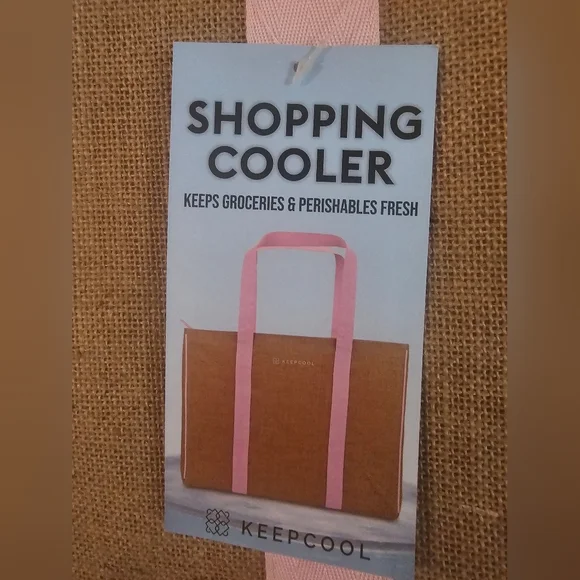 SHOPPING
COOLER
KEEPS GROCERIES & PERISHABLES FRESH
KEEPCOOL
KEEPCOOL